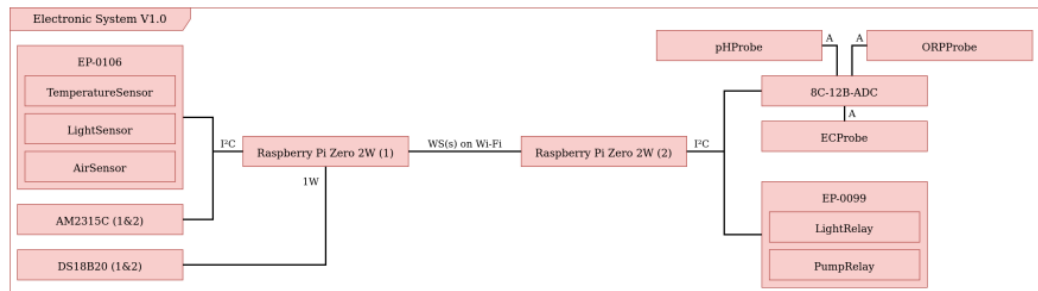 Electronic System V1.0
EP-0106
TemperatureSensor
LightSensor
AirSensor
AM2315C (1&2)
DS18B20 (1&2)
I²C
1W
Raspberry Pi Zero 2W (1)
WS(s) on Wi-Fi
Raspberry Pi Zero 2W (2)
I²C
pHProbe
A
A
ORPProbe
8C-12B-ADC
A
ECProbe
EP-0099
LightRelay
PumpRelay